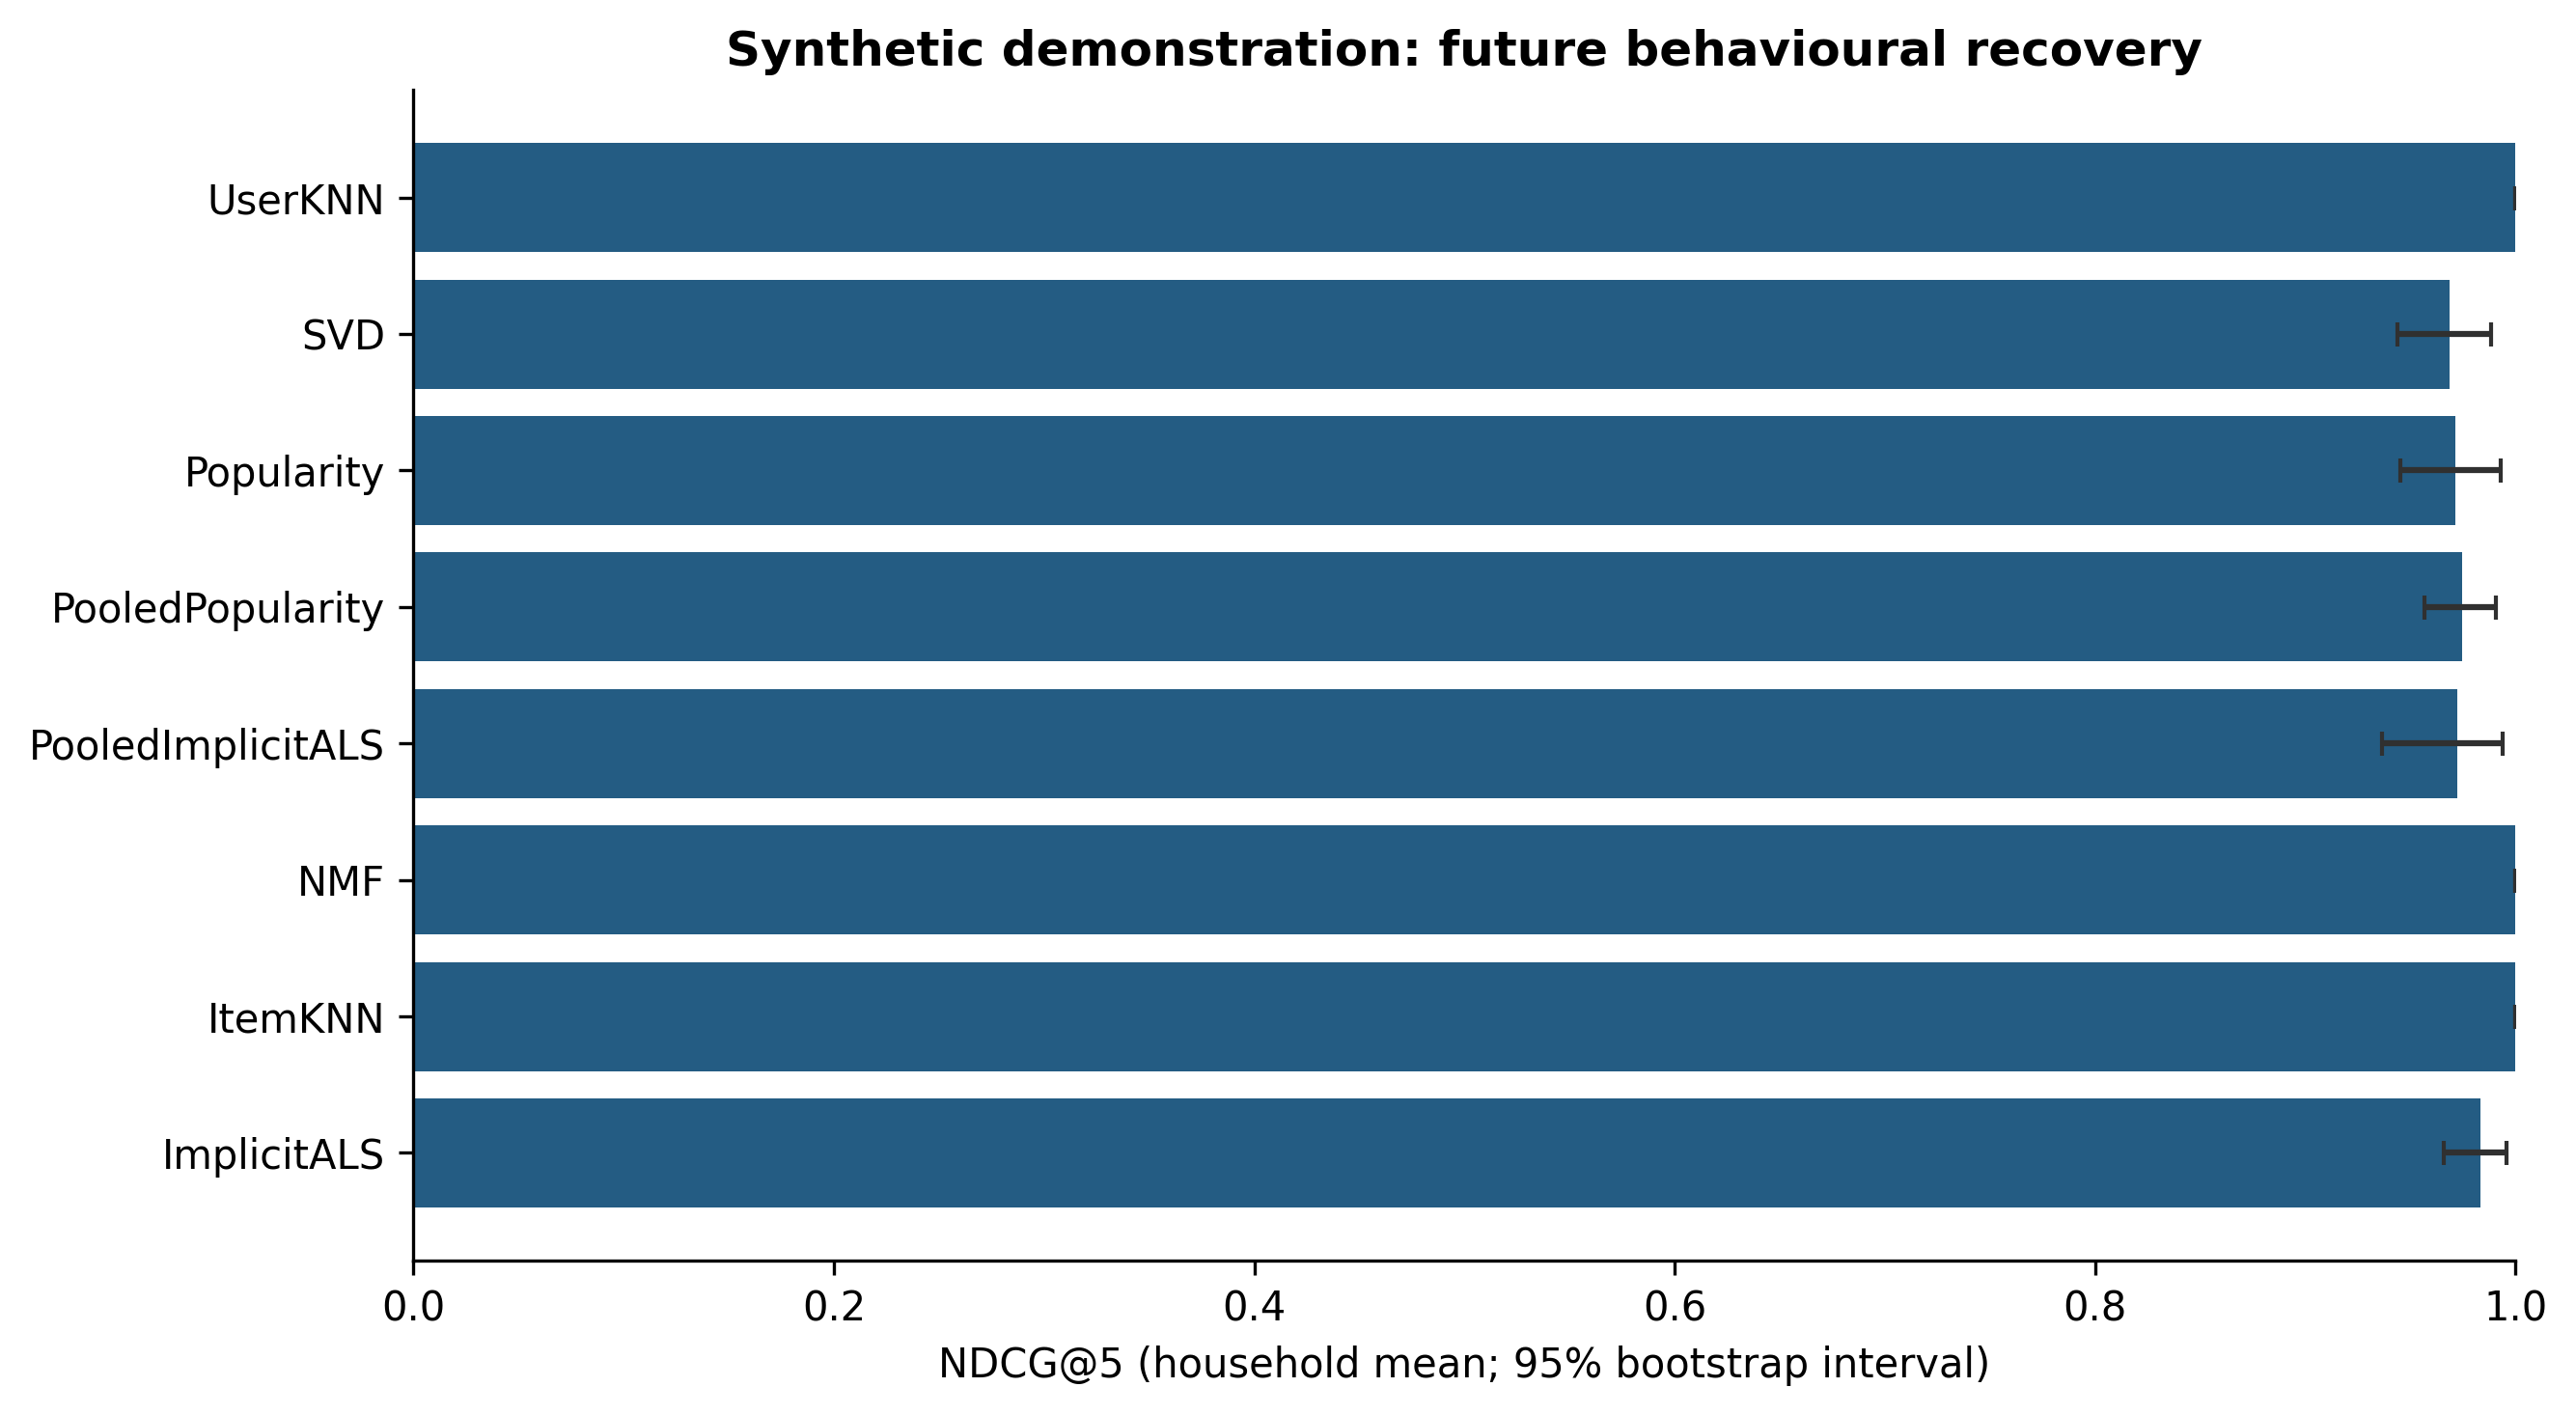 Synthetic demonstration: future behavioural recovery
UserKNN
SVD
Popularity
PooledPopularity
PooledImplicitALS
NMF
ItemKNN
ImplicitALS
0.0 0.2 0.4 0.6 0.8 1.0
NDCG@5 (household mean; 95% bootstrap interval)